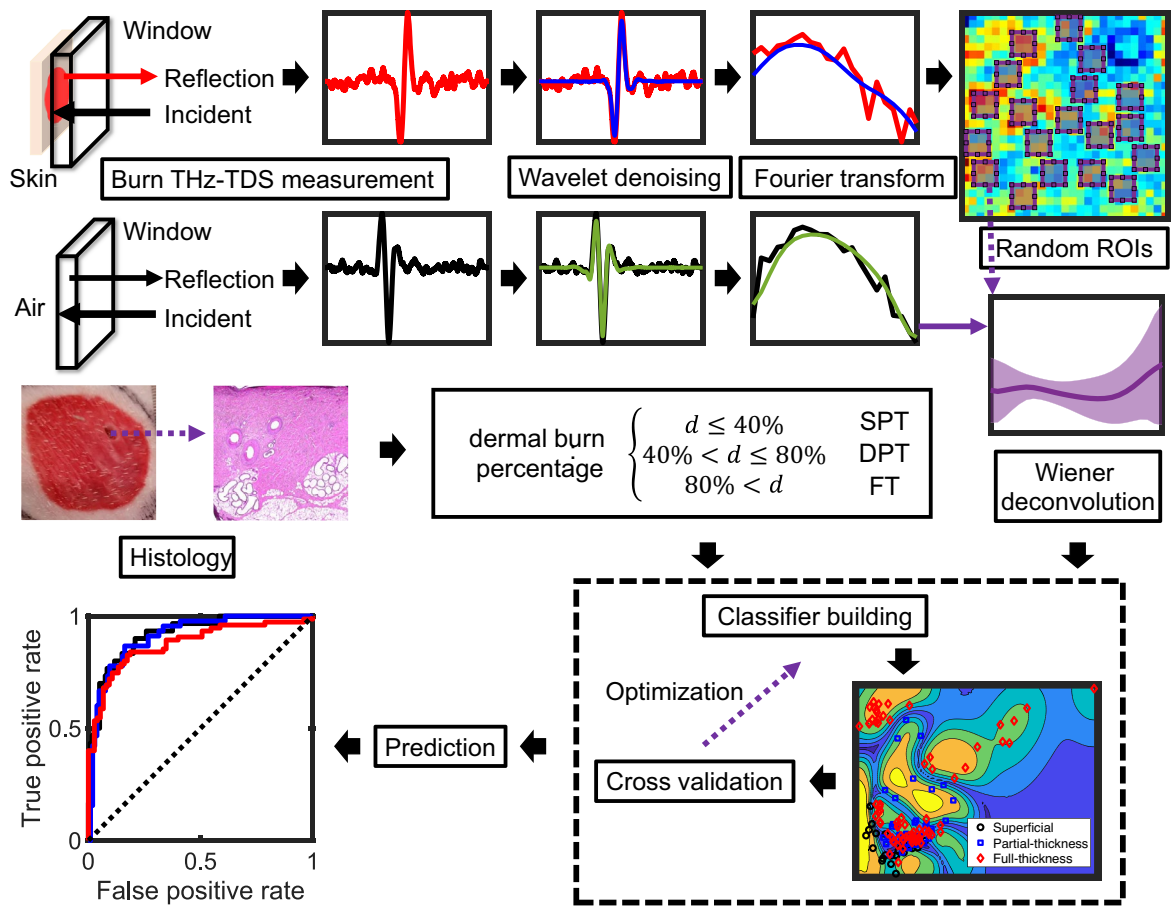 Window
Reflection
Incident
Skin
Burn THz-TDS measurement
Wavelet denoising
Fourier transform
Random ROIs
Window
Reflection
Air
Incident
dermal burn
percentage
d ≤ 40% SPT
40% < d ≤ 80% DPT
80% < d FT
Wiener
deconvolution
Histology
Classifier building
Optimization
Cross validation
Prediction
Superficial
Partial-thickness
Full-thickness
True positive rate
1
0.5
0
0 0.5 1
False positive rate